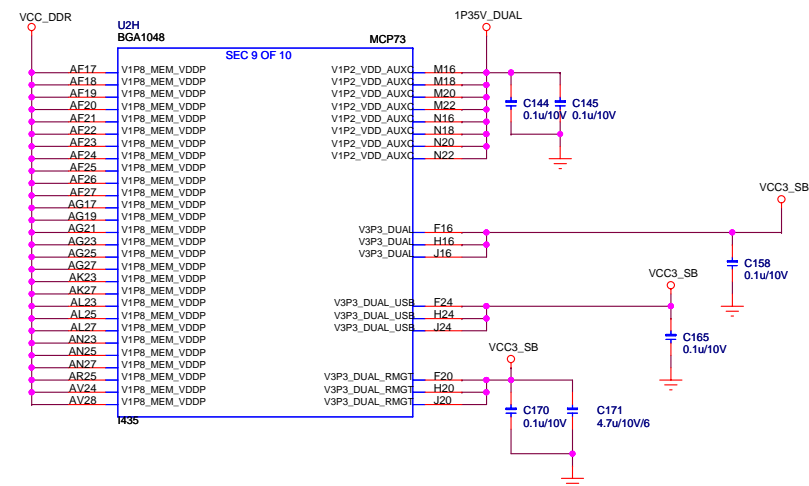 VCC_DDR
1P35V_DUAL
U2H
BGA1048
MCP73
SEC 9 OF 10
AF17 V1P8_MEM_VDDP V1P2_VDD_AUXC M16
AF18 V1P8_MEM_VDDP V1P2_VDD_AUXC M18
AF19 V1P8_MEM_VDDP V1P2_VDD_AUXC M20
AF20 V1P8_MEM_VDDP V1P2_VDD_AUXC M22
AF21 V1P8_MEM_VDDP V1P2_VDD_AUXC N16
AF22 V1P8_MEM_VDDP V1P2_VDD_AUXC N18
AF23 V1P8_MEM_VDDP V1P2_VDD_AUXC N20
AF24 V1P8_MEM_VDDP V1P2_VDD_AUXC N22
C144
0.1u/10V
C145
0.1u/10V
AF25 V1P8_MEM_VDDP
AF26 V1P8_MEM_VDDP
AF27 V1P8_MEM_VDDP
AG17 V1P8_MEM_VDDP
AG19 V1P8_MEM_VDDP
VCC3_SB
AG21 V1P8_MEM_VDDP V3P3_DUAL F16
AG23 V1P8_MEM_VDDP V3P3_DUAL H16
AG25 V1P8_MEM_VDDP V3P3_DUAL J16
C158
0.1u/10V
AG27 V1P8_MEM_VDDP
AK23 V1P8_MEM_VDDP
AK27 V1P8_MEM_VDDP
VCC3_SB
AL23 V1P8_MEM_VDDP V3P3_DUAL_USB F24
AL25 V1P8_MEM_VDDP V3P3_DUAL_USB H24
AL27 V1P8_MEM_VDDP V3P3_DUAL_USB J24
C165
0.1u/10V
AN23 V1P8_MEM_VDDP
AN25 V1P8_MEM_VDDP
AN27 V1P8_MEM_VDDP
VCC3_SB
AR25 V1P8_MEM_VDDP V3P3_DUAL_RMGT F20
AV24 V1P8_MEM_VDDP V3P3_DUAL_RMGT H20
AV28 V1P8_MEM_VDDP V3P3_DUAL_RMGT J20
C170
0.1u/10V
C171
4.7u/10V/6
I435